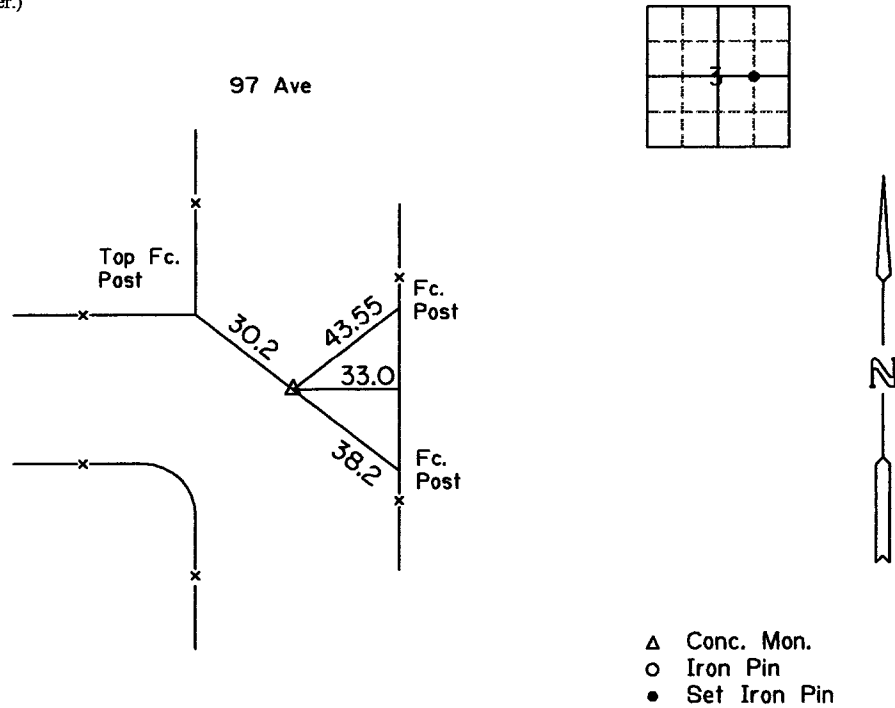 er.)
97 Ave
3
Top Fc.
Post
Fc.
Post
30.2
43.55
33.0
38.2
Fc.
Post
N
Conc. Mon.
Iron Pin
Set Iron Pin